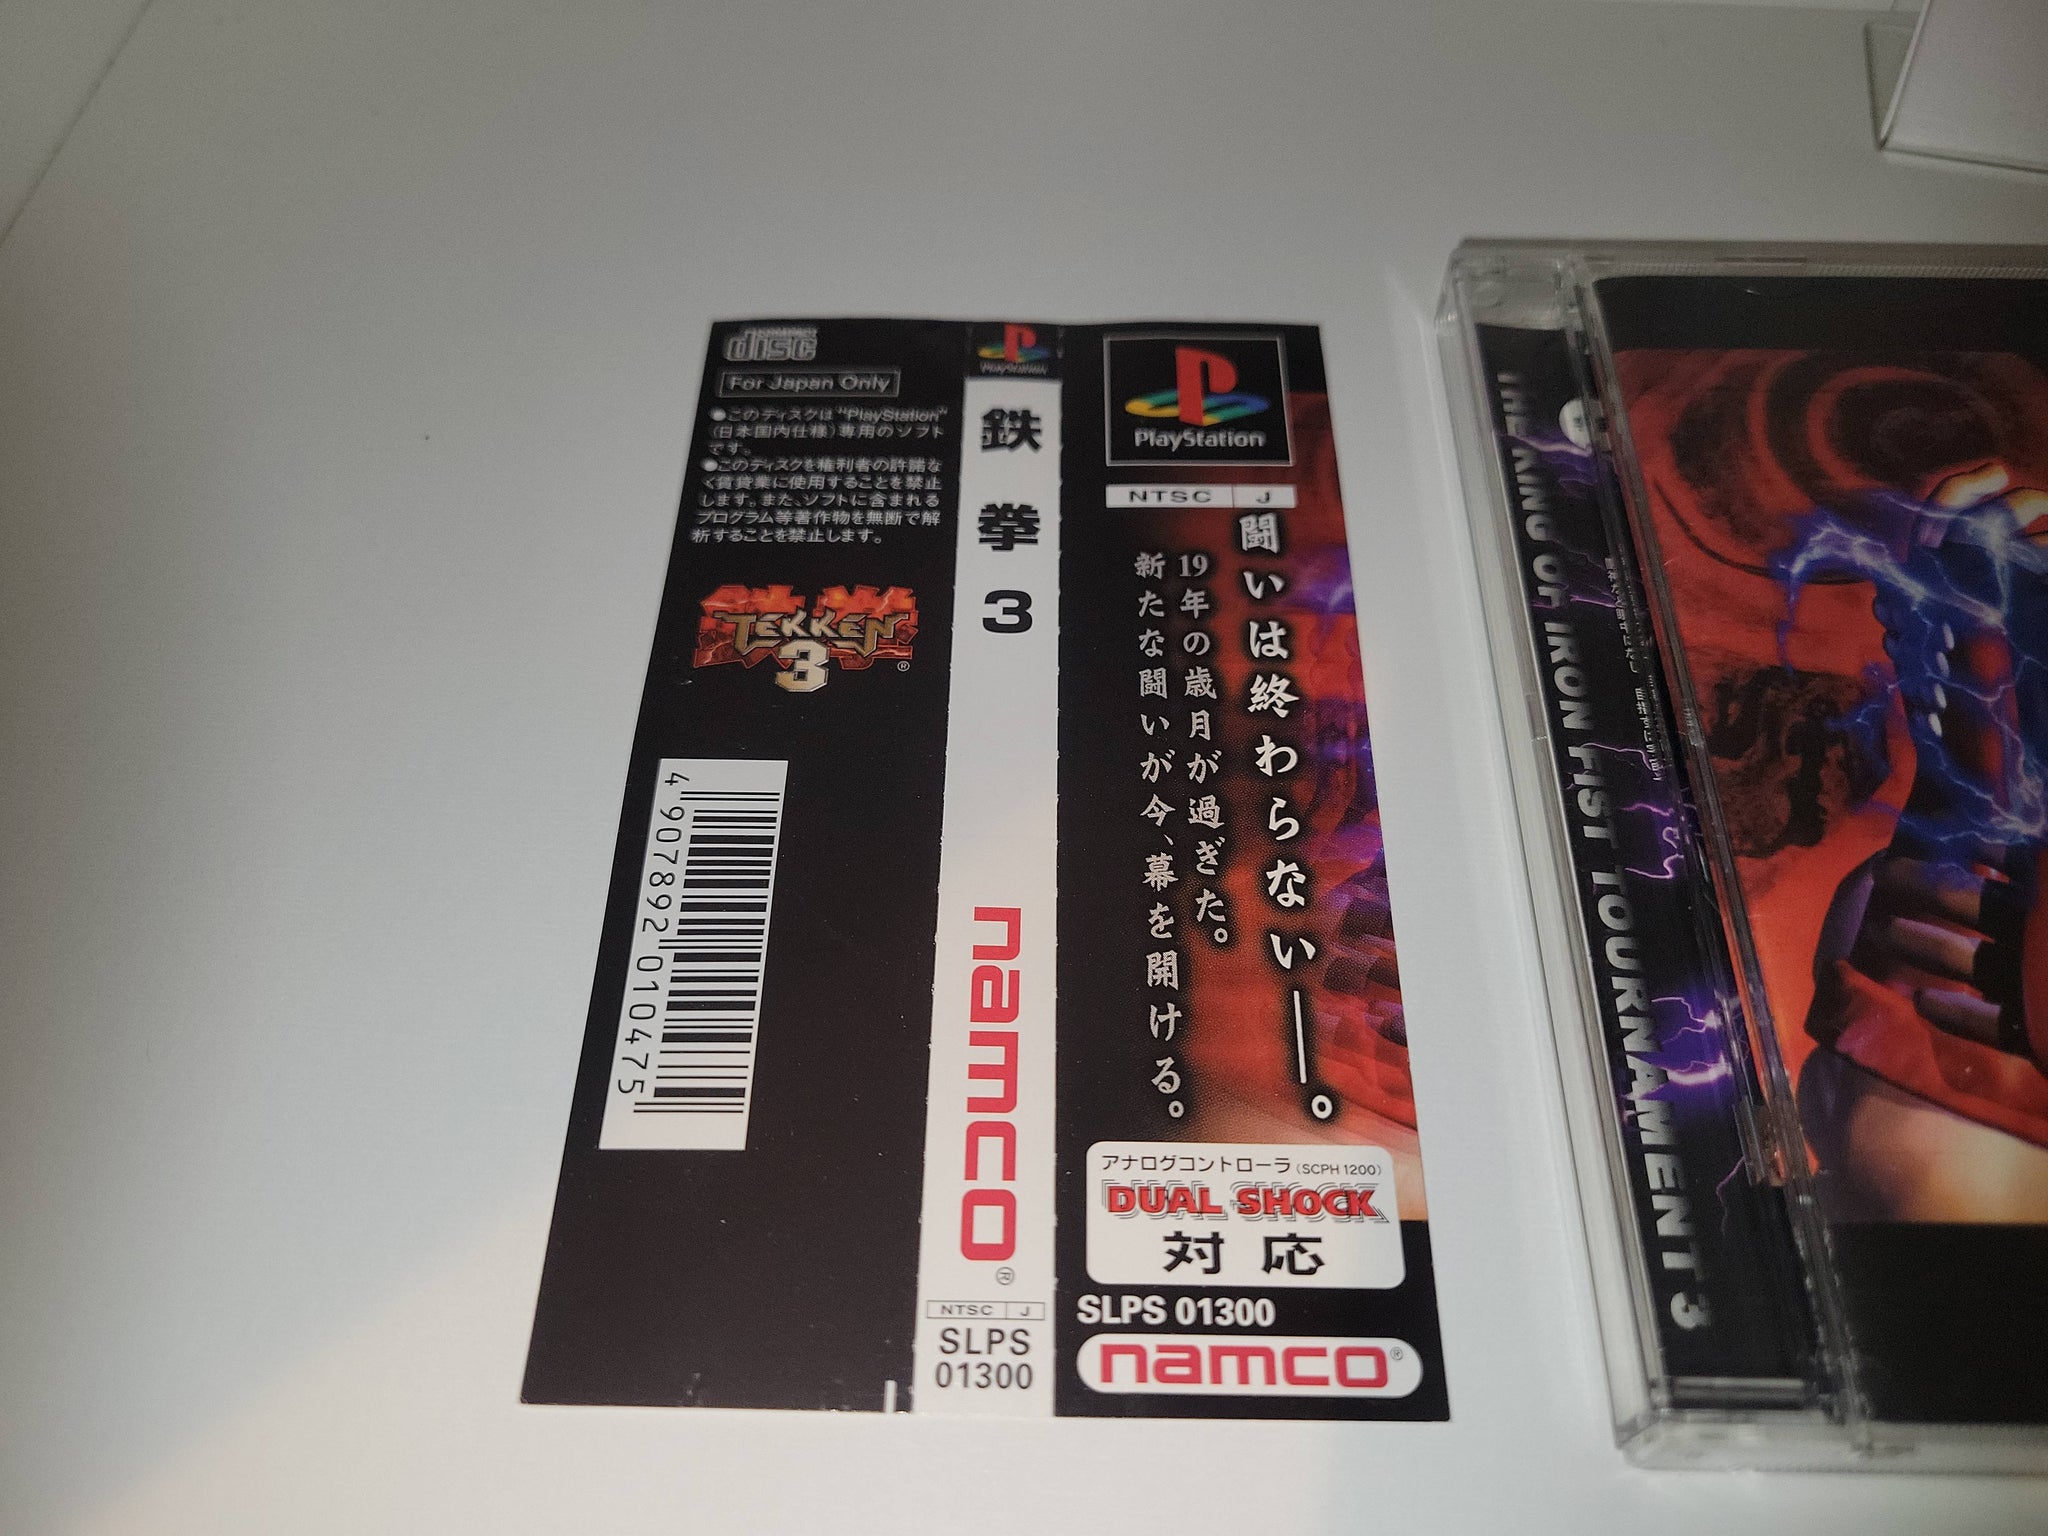 disc
For Japan Only
●このディスクは"PlayStation"
(日本国内仕様)専用のソフト
です。
●このディスクを権利者の許諾な
く賃貸業に使用することを禁止
します。また、ソフトに含まれる
プログラム等著作物を無断で解
析することを禁止します。
TEKKEN
3
®
4 907892 010475
PlayStation
鉄拳3
namco®
NTSC J
SLPS
01300
PlayStation
NTSC J
闘いは終わらない――。
19年の歳月が過ぎた。
新たな闘いが今、幕を開ける。
アナログコントローラ(SCPH 1200)
DUAL SHOCK
対応
SLPS 01300
namco®
THE KING OF IRON FIST TOURNAMENT 3